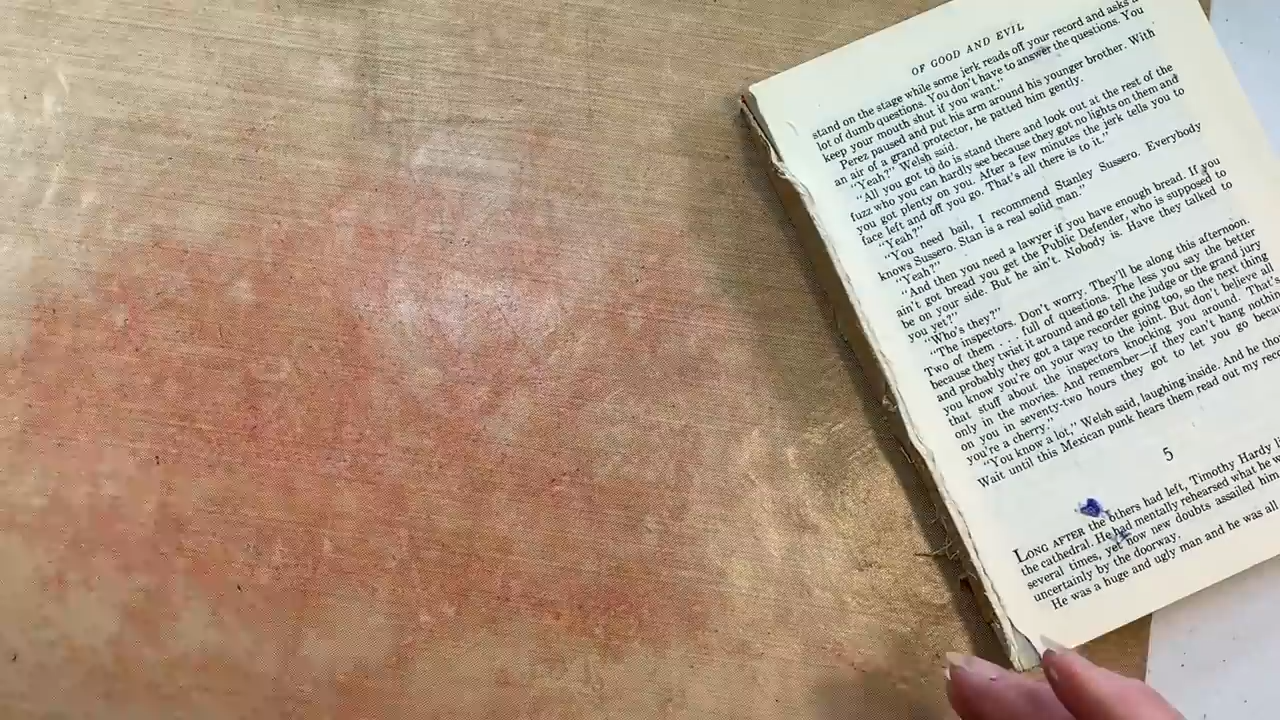 OF GOOD AND EVIL
stand on the stage while some jerk reads off your record and asks a
lot of dumb questions. You don't have to answer the questions. You
keep your mouth shut if you want."
Perez paused and put his arm around his younger brother. With
an air of a grand protector, he patted him gently.
"Yeah?" Welsh said.
"All you got to do is stand there and look out at the rest of the
fuzz who you can hardly see because they got no lights on them and
you got plenty on you. After a few minutes the jerk tells you to
face left and off you go. That's all there is to it."
"Yeah?"
"You need bail, I recommend Stanley Sussero. Everybody
knows Sussero. Stan is a real solid man."
"Yeah?"
"And then you need a lawyer if you have enough bread. If you
ain't got bread you get the Public Defender, who is supposed to
be on your side. But he ain't. Nobody is. Have they talked to
you yet?"
"Who's they?"
"The inspectors. Don't worry. They'll be along this afternoon.
Two of them . . . full of questions. The less you say the better
because they twist it around and go tell the judge or the grand jury
and probably they got a tape recorder going too, so the next thing
you know you're on your way to the joint. But don't believe all
that stuff about the inspectors knocking you around. That's
only in the movies. And remember—if they can't hang
on you in seventy-two hours they got to let you go
you're a cherry."
"You know a lot," Welsh said, laughing inside. And he
Wait until this Mexican punk hears them read out my
5
LONG AFTER the others had left, Timothy Hardy
the cathedral. He had mentally rehearsed what he
several times, yet now new doubts assailed him
uncertainly by the doorway.
He was a huge and ugly man and he was all